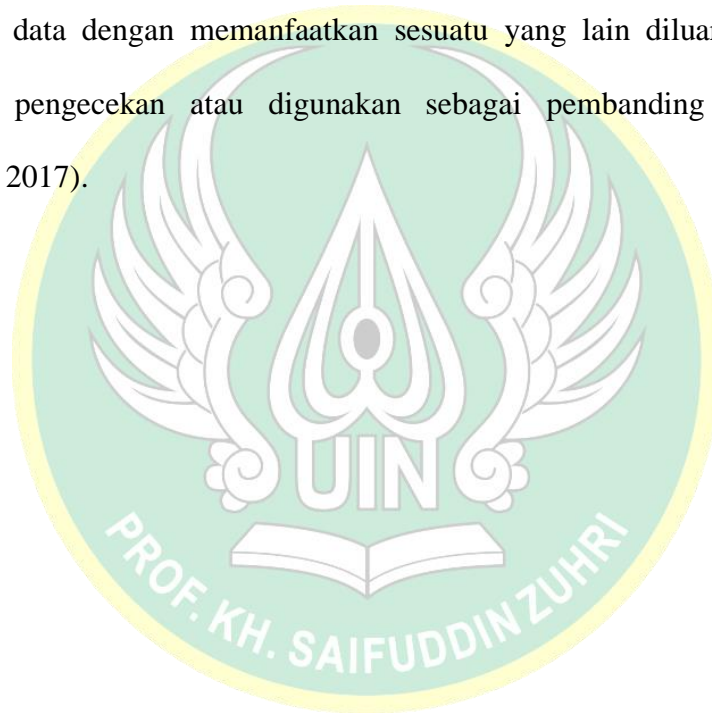 data dengan memanfaatkan sesuatu yang lain diluar
pengecekan atau digunakan sebagai pembanding
2017).
UIN
PROF. KH. SAIFUDDIN ZUHRI